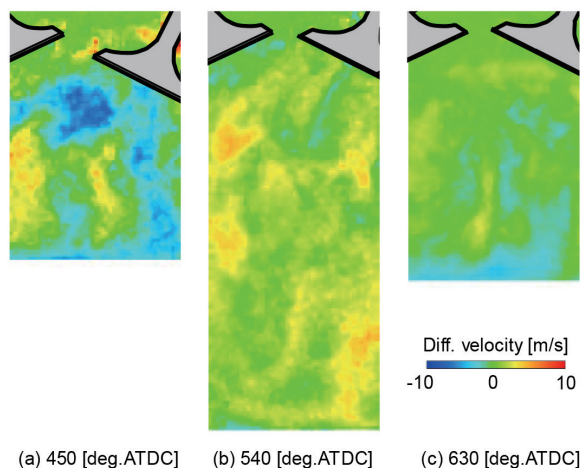 Diff. velocity [m/s]
-10 0 10
(a) 450 [deg.ATDC] (b) 540 [deg.ATDC] (c) 630 [deg.ATDC]